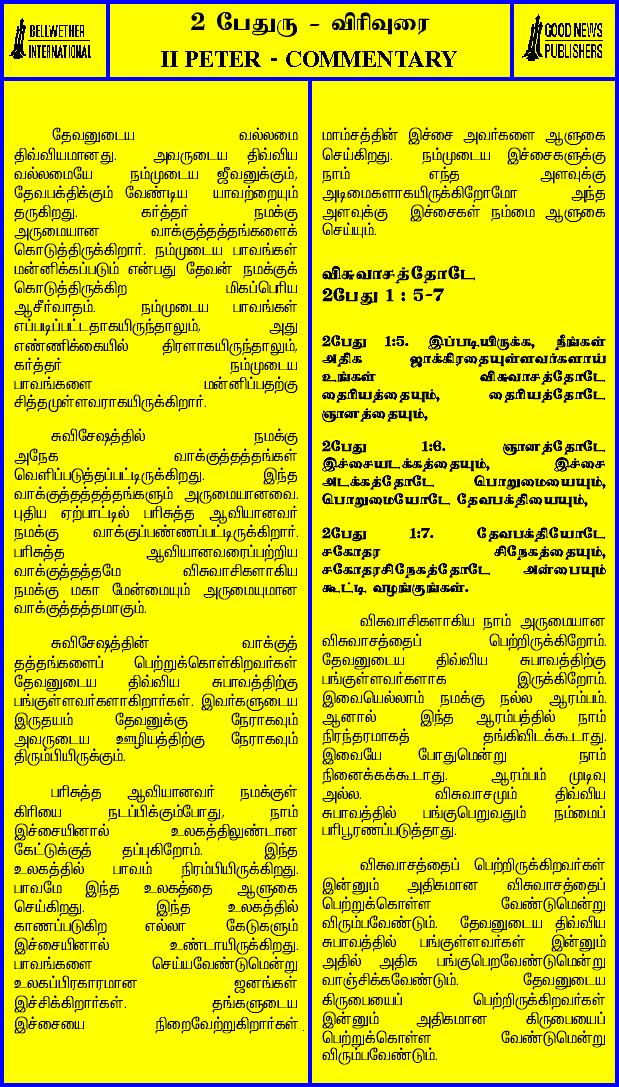 BELLWETHER
INTERNATIONAL
2 பேதுரு - விரிவுரை
II PETER - COMMENTARY
GOOD NEWS
PUBLISHERS
தேவனுடைய வல்லமை
திவ்வியமானது. அவருடைய திவ்விய
வல்லமையே நம்முடைய ஜீவனுக்கும்,
தேவபக்திக்கும் வேண்டிய யாவற்றையும்
தருகிறது. கர்த்தர் நமக்கு
அருமையான வாக்குத்தத்தங்களைக்
கொடுத்திருக்கிறார். நம்முடைய பாவங்கள்
மன்னிக்கப்படும் என்பது தேவன் நமக்குக்
கொடுத்திருக்கிற மிகப்பெரிய
ஆசீர்வாதம். நம்முடைய பாவங்கள்
எப்படிப்பட்டதாகயிருந்தாலும், அது
எண்ணிக்கையில் திரளாகயிருந்தாலும்,
கர்த்தர் நம்முடைய
பாவங்களை மன்னிப்பதற்கு
சித்தமுள்ளவராகயிருக்கிறார்.
சுவிசேஷத்தில் நமக்கு
அநேக வாக்குத்தத்தங்கள்
வெளிப்படுத்தப்பட்டிருக்கிறது. இந்த
வாக்குத்தத்தத்தங்களும் அருமையானவை.
புதிய ஏற்பாட்டில் பரிசுத்த ஆவியானவர்
நமக்கு வாக்குப்பண்ணப்பட்டிருக்கிறார்.
பரிசுத்த ஆவியானவரைப்பற்றிய
வாக்குத்தத்தமே விசுவாசிகளாகிய
நமக்கு மகா மேன்மையும் அருமையுமான
வாக்குத்தத்தமாகும்.
சுவிசேஷத்தின் வாக்குத்
தத்தங்களைப் பெற்றுக்கொள்கிறவர்கள்
தேவனுடைய திவ்விய சுபாவத்திற்கு
பங்குள்ளவர்களாகிறார்கள். இவர்களுடைய
இருதயம் தேவனுக்கு நேராகவும்
அவருடைய ஊழியத்திற்கு நேராகவும்
திரும்பியிருக்கும்.
பரிசுத்த ஆவியானவர் நமக்குள்
கிரியை நடப்பிக்கும்போது, நாம்
இச்சையினால் உலகத்திலுண்டான
கேட்டுக்குத் தப்புகிறோம். இந்த
உலகத்தில் பாவம் நிரம்பியிருக்கிறது.
பாவமே இந்த உலகத்தை ஆளுகை
செய்கிறது. இந்த உலகத்தில்
காணப்படுகிற எல்லா கேடுகளும்
இச்சையினால் உண்டாயிருக்கிறது.
பாவங்களை செய்யவேண்டுமென்று
உலகப்பிரகாரமான ஜனங்கள்
இச்சிக்கிறார்கள். தங்களுடைய
இச்சையை நிறைவேற்றுகிறார்கள்.
மாம்சத்தின் இச்சை அவர்களை ஆளுகை
செய்கிறது. நம்முடைய இச்சைகளுக்கு
நாம் எந்த அளவுக்கு
அடிமைகளாகயிருக்கிறோமோ அந்த
அளவுக்கு இச்சைகள் நம்மை ஆளுகை
செய்யும்.
விசுவாசத்தோடே
2பேது 1 : 5-7
2பேது 1:5. இப்படியிருக்க, நீங்கள்
அதிக ஜாக்கிரதையுள்ளவர்களாய்
உங்கள் விசுவாசத்தோடே
தைரியத்தையும், தைரியத்தோடே
ஞானத்தையும்,
2பேது 1:6. ஞானத்தோடே
இச்சையடக்கத்தையும், இச்சை
அடக்கத்தோடே பொறுமையையும்,
பொறுமையோடே தேவபக்தியையும்,
2பேது 1:7. தேவபக்தியோடே
சகோதர சிநேகத்தையும்,
சகோதரசிநேகத்தோடே அன்பையும்
கூட்டி வழங்குங்கள்.
விசுவாசிகளாகிய நாம் அருமையான
விசுவாசத்தைப் பெற்றிருக்கிறோம்.
தேவனுடைய திவ்விய சுபாவத்திற்கு
பங்குள்ளவர்களாக இருக்கிறோம்.
இவையெல்லாம் நமக்கு நல்ல ஆரம்பம்.
ஆனால் இந்த ஆரம்பத்தில் நாம்
நிரந்தரமாகத் தங்கிவிடக்கூடாது.
இவையே போதுமென்று நாம்
நினைக்கக்கூடாது. ஆரம்பம் முடிவு
அல்ல. விசுவாசமும் திவ்விய
சுபாவத்தில் பங்குபெறுவதும் நம்மைப்
பரிபூரணப்படுத்தாது.
விசுவாசத்தைப் பெற்றிருக்கிறவர்கள்
இன்னும் அதிகமான விசுவாசத்தைப்
பெற்றுக்கொள்ள வேண்டுமென்று
விரும்பவேண்டும். தேவனுடைய திவ்விய
சுபாவத்தில் பங்குள்ளவர்கள் இன்னும்
அதில் அதிக பங்குபெறவேண்டுமென்று
வாஞ்சிக்கவேண்டும். தேவனுடைய
கிருபையைப் பெற்றிருக்கிறவர்கள்
இன்னும் அதிகமான கிருபையைப்
பெற்றுக்கொள்ள வேண்டுமென்று
விரும்பவேண்டும்.